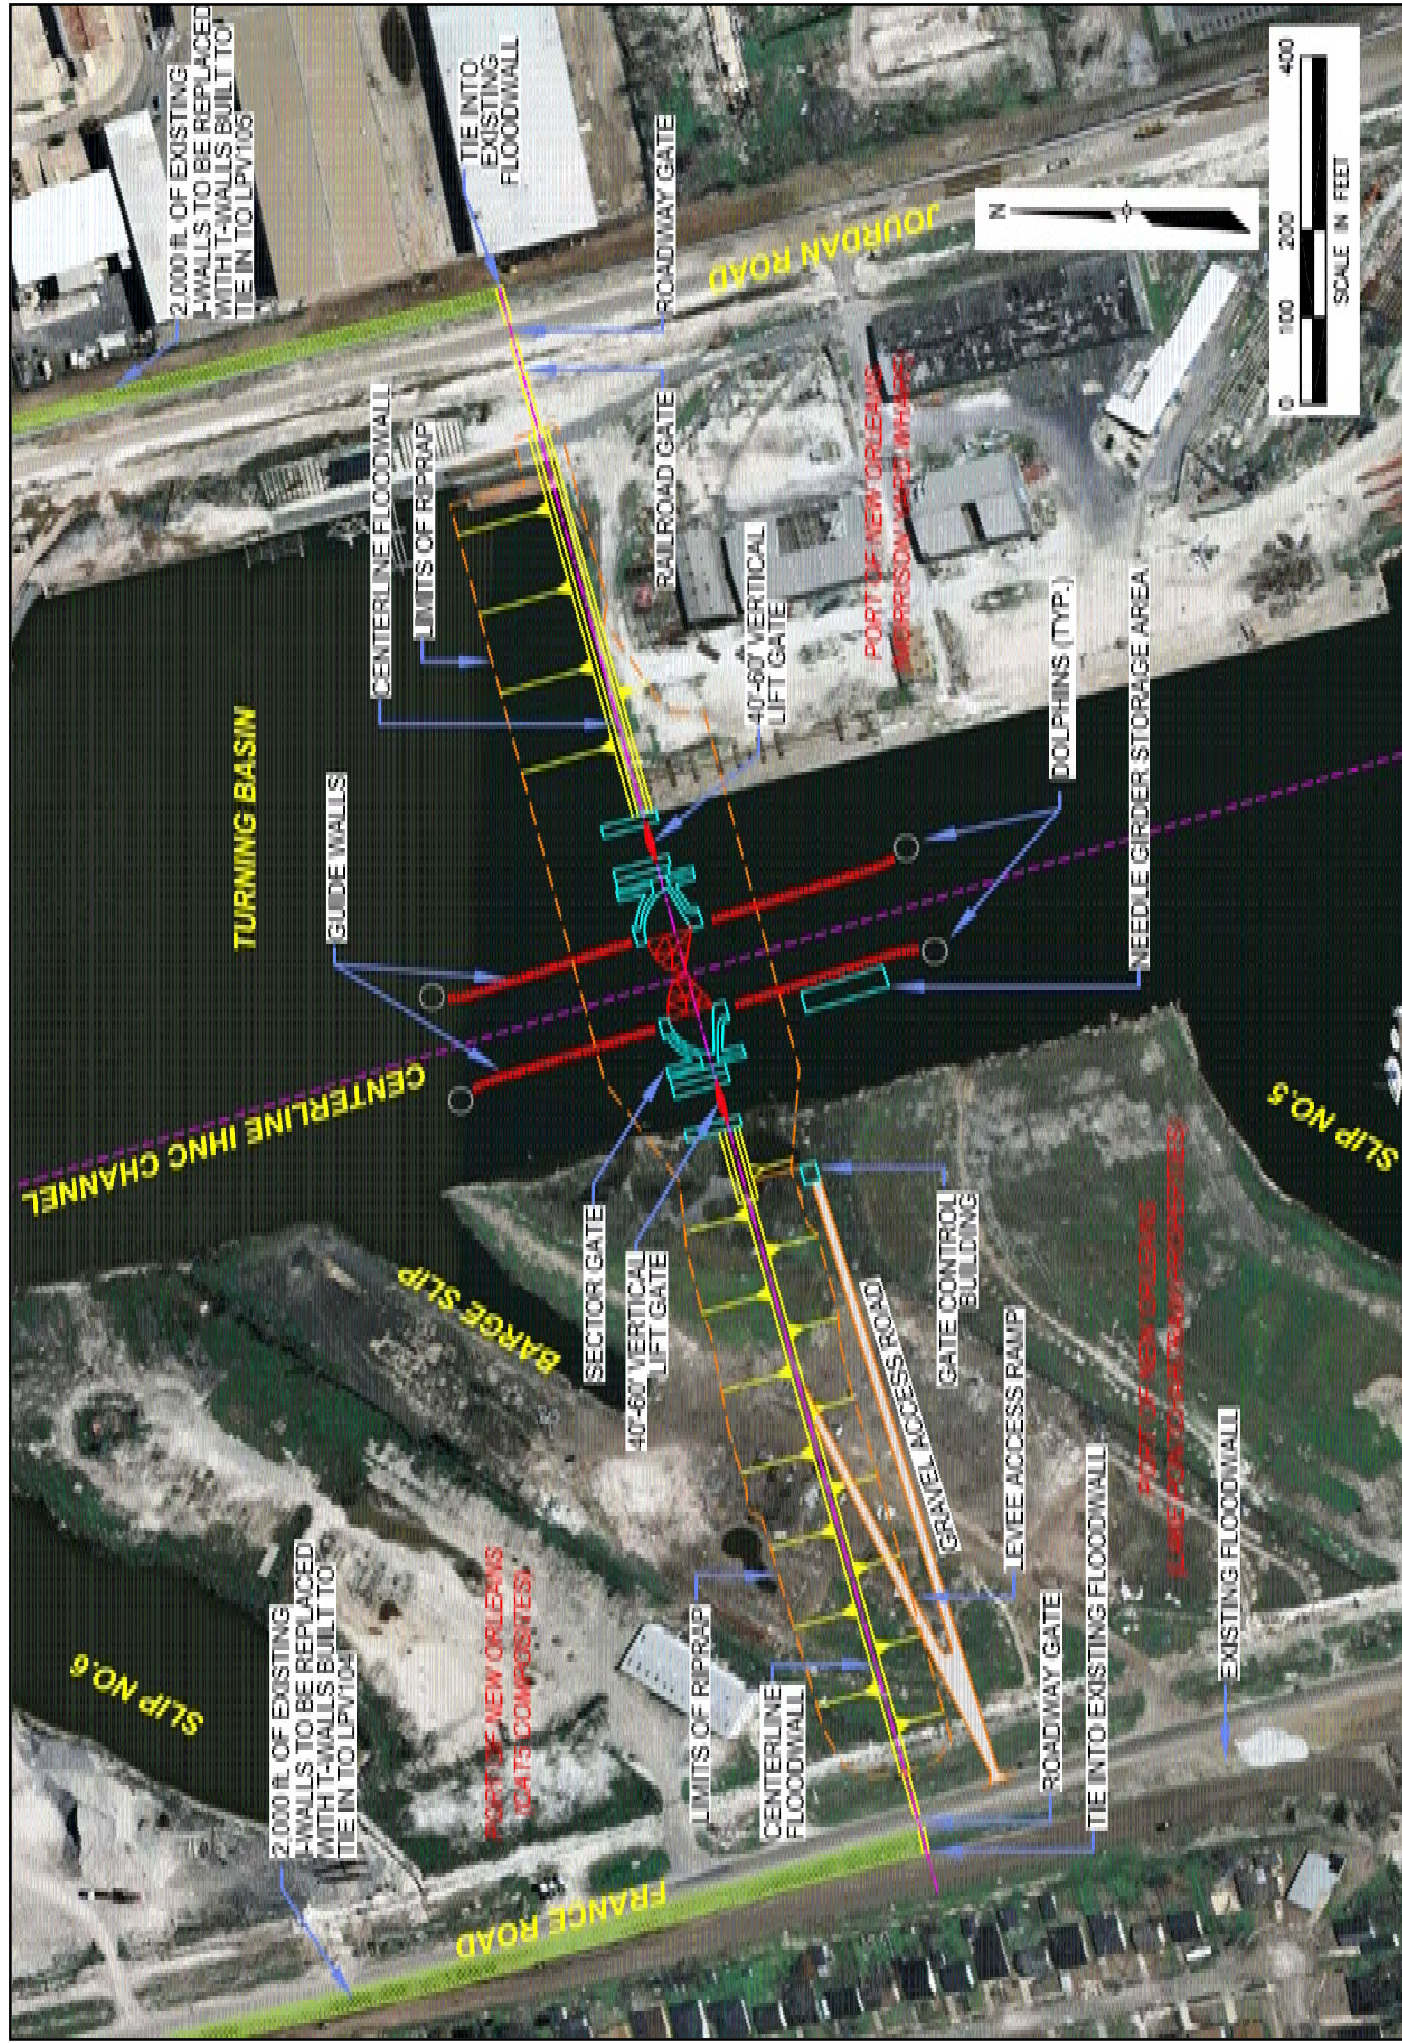 2,000 ft. OF EXISTING
I-WALLS TO BE REPLACED
WITH T-WALLS BUILT TO
TIE IN TO LPV105
TIE INTO
EXISTING
FLOODWALL
ROADWAY GATE
JOURDAN ROAD
N
0 100 200 400
SCALE IN FEET
CENTERLINE FLOODWALL
LIMITS OF RIPRAP
RAILROAD GATE
PORT OF NEW ORLEANS
MORRISON YARD WHARF
40'-60' VERTICAL
LIFT GATE
TURNING BASIN
GUIDE WALLS
DOLPHINS (TYP.)
NEEDLE GIRDER STORAGE AREA
CENTERLINE IHNC CHANNEL
SLIP NO.5
BARGE SLIP
SECTOR GATE
40'-60' VERTICAL
LIFT GATE
GATE CONTROL
BUILDING
GRAVEL ACCESS ROAD
LEVEE ACCESS RAMP
PORT OF NEW ORLEANS
SLIP NO.6
2,000 ft. OF EXISTING
I-WALLS TO BE REPLACED
WITH T-WALLS BUILT TO
TIE IN TO LPV104
PORT OF NEW ORLEANS
(CAT5 COMPOSITES)
LIMITS OF RIPRAP
CENTERLINE
FLOODWALL
ROADWAY GATE
TIE INTO EXISTING FLOODWALL
EXISTING FLOODWALL
FRANCE ROAD